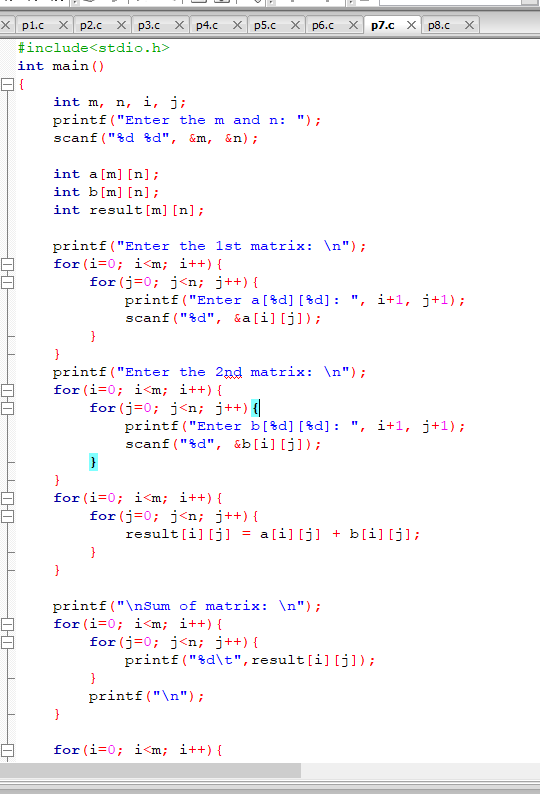 p1.c p2.c p3.c p4.c p5.c p6.c p7.c p8.c
#include<stdio.h>
int main()
{
    int m, n, i, j;
    printf("Enter the m and n: ");
    scanf("%d %d", &m, &n);

    int a[m][n];
    int b[m][n];
    int result[m][n];

    printf("Enter the 1st matrix: \n");
    for(i=0; i<m; i++){
        for(j=0; j<n; j++){
            printf("Enter a[%d][%d]: ", i+1, j+1);
            scanf("%d", &a[i][j]);
        }
    }
    printf("Enter the 2nd matrix: \n");
    for(i=0; i<m; i++){
        for(j=0; j<n; j++){
            printf("Enter b[%d][%d]: ", i+1, j+1);
            scanf("%d", &b[i][j]);
        }
    }
    for(i=0; i<m; i++){
        for(j=0; j<n; j++){
            result[i][j] = a[i][j] + b[i][j];
        }
    }

    printf("\nSum of matrix: \n");
    for(i=0; i<m; i++){
        for(j=0; j<n; j++){
            printf("%d\t",result[i][j]);
        }
        printf("\n");
    }

    for(i=0; i<m; i++){